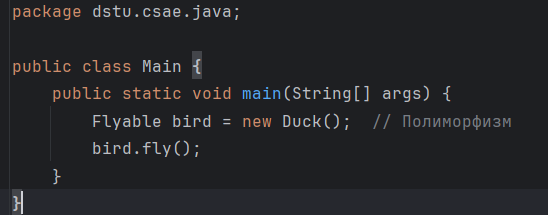 package dstu.csae.java;
public class Main {
public static void main(String[] args) {
Flyable bird = new Duck();  // Полиморфизм
bird.fly();
}
}